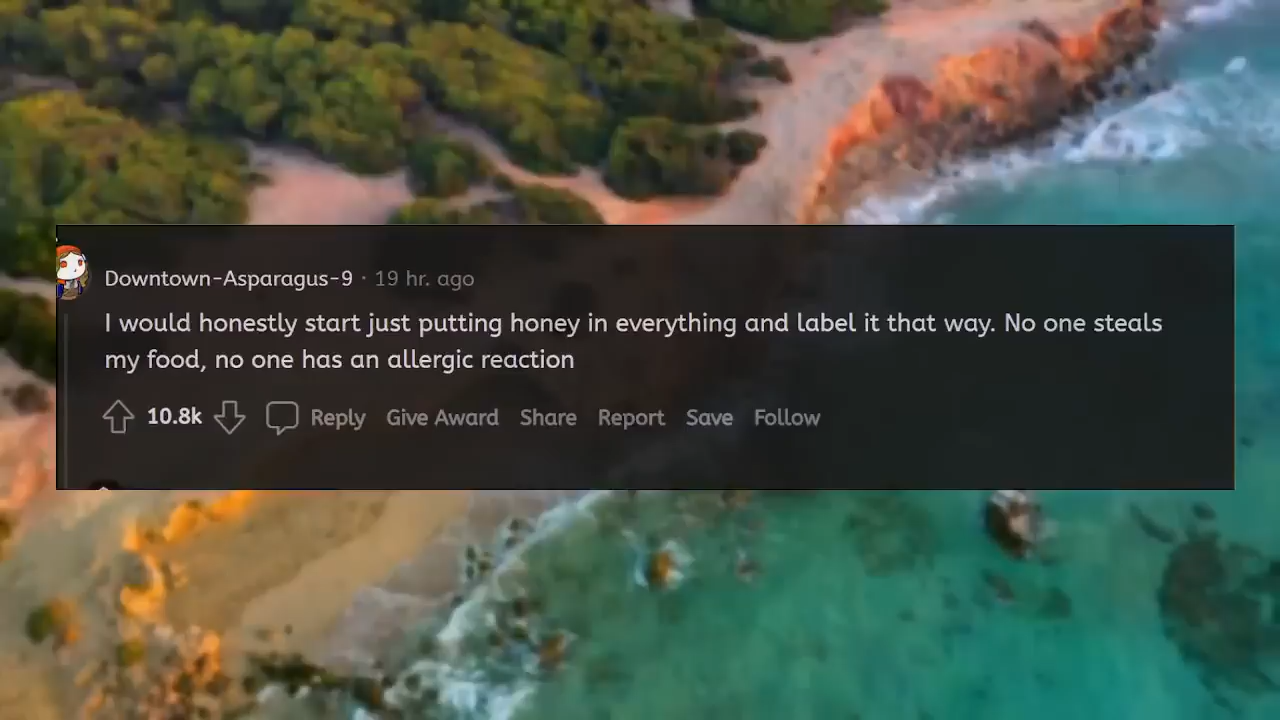 Downtown-Asparagus-9 · 19 hr. ago
I would honestly start just putting honey in everything and label it that way. No one steals
my food, no one has an allergic reaction
10.8k Reply Give Award Share Report Save Follow